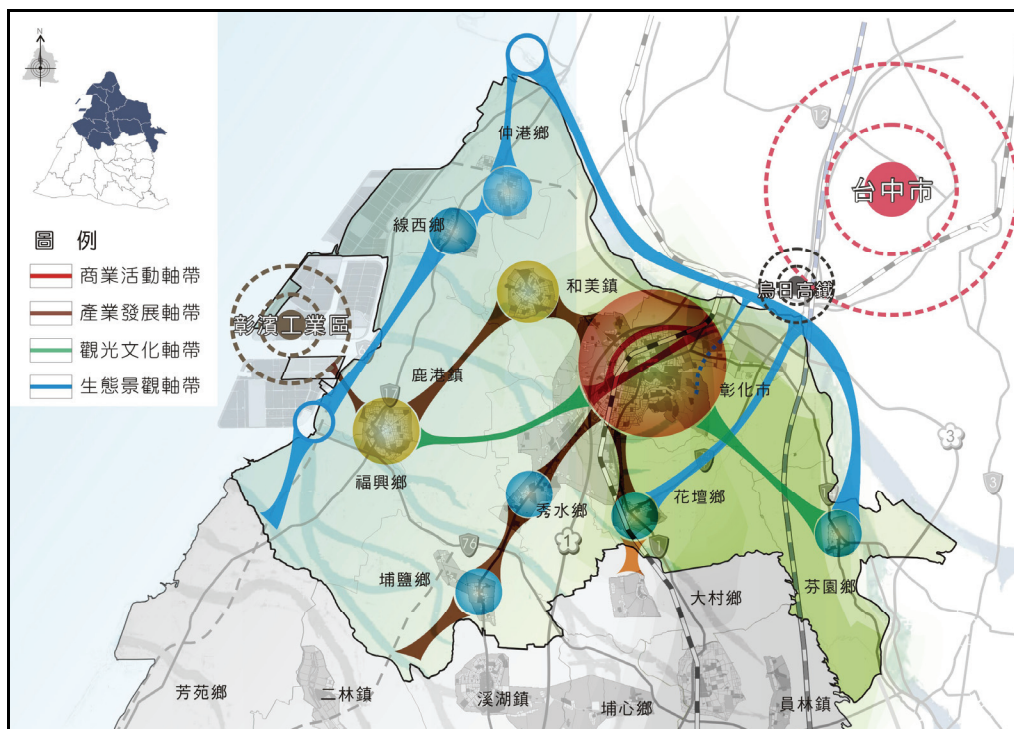 N
圖 例
商業活動軸帶
產業發展軸帶
觀光文化軸帶
生態景觀軸帶
12
台中市
仲港鄉
線西鄉
和美鎮
烏日高鐵
彰濱工業區
17
鹿港鎮
彰化市
3
福興鄉
秀水鄉
花壇鄉
3
76
1
埔鹽鄉
大村鄉
芬園鄉
芳苑鄉
二林鎮
溪湖鎮
埔心鄉
員林鎮